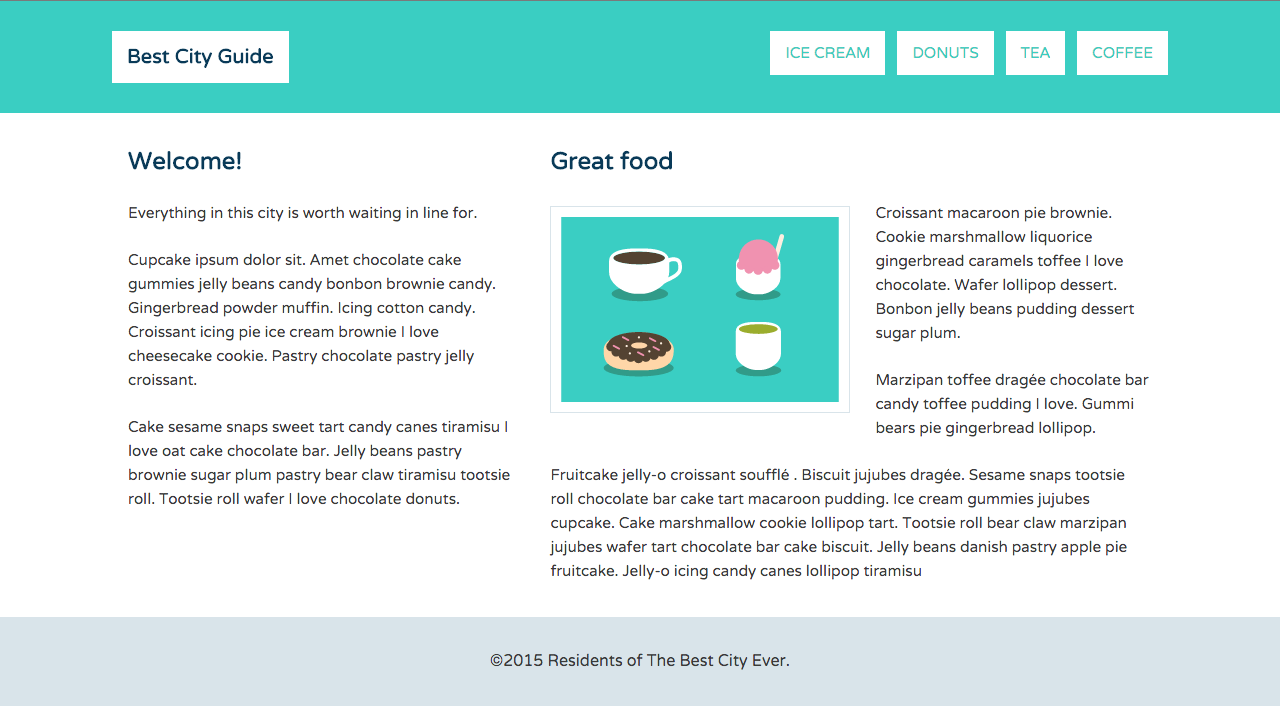 Best City Guide
ICE CREAM DONUTS TEA COFFEE
Welcome!
Everything in this city is worth waiting in line for.
Cupcake ipsum dolor sit. Amet chocolate cake
gummies jelly beans candy bonbon brownie candy.
Gingerbread powder muffin. Icing cotton candy.
Croissant icing pie ice cream brownie I love
cheesecake cookie. Pastry chocolate pastry jelly
croissant.
Cake sesame snaps sweet tart candy canes tiramisu I
love oat cake chocolate bar. Jelly beans pastry
brownie sugar plum pastry bear claw tiramisu tootsie
roll. Tootsie roll wafer I love chocolate donuts.
Great food
Croissant macaroon pie brownie.
Cookie marshmallow liquorice
gingerbread caramels toffee I love
chocolate. Wafer lollipop dessert.
Bonbon jelly beans pudding dessert
sugar plum.
Marzipan toffee dragée chocolate bar
candy toffee pudding I love. Gummi
bears pie gingerbread lollipop.
Fruitcake jelly-o croissant soufflé . Biscuit jujubes dragée. Sesame snaps tootsie
roll chocolate bar cake tart macaroon pudding. Ice cream gummies jujubes
cupcake. Cake marshmallow cookie lollipop tart. Tootsie roll bear claw marzipan
jujubes wafer tart chocolate bar cake biscuit. Jelly beans danish pastry apple pie
fruitcake. Jelly-o icing candy canes lollipop tiramisu
©2015 Residents of The Best City Ever.